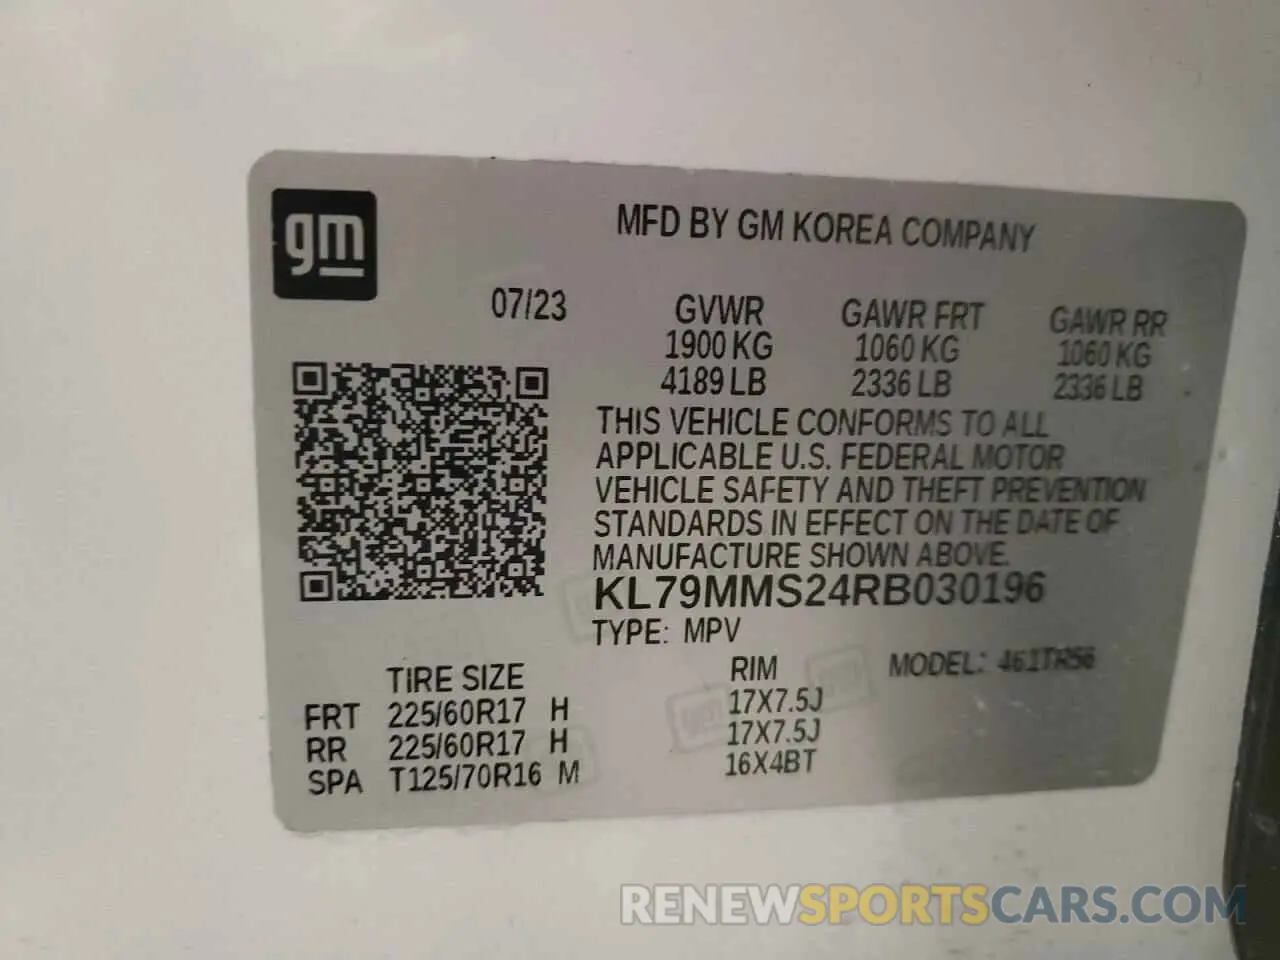 gm
MFD BY GM KOREA COMPANY
07/23 GVWR GAWR FRT GAWR RR
1900 KG 1060 KG 1060 KG
4189 LB 2336 LB 2336 LB
THIS VEHICLE CONFORMS TO ALL
APPLICABLE U.S. FEDERAL MOTOR
VEHICLE SAFETY AND THEFT PREVENTION
STANDARDS IN EFFECT ON THE DATE OF
MANUFACTURE SHOWN ABOVE.
KL79MMS24RB030196
TYPE: MPV
TIRE SIZE RIM MODEL: 461TR56
FRT 225/60R17 H 17X7.5J
RR 225/60R17 H 17X7.5J
SPA T125/70R16 M 16X4BT
RENEWSPORTSCARS.COM